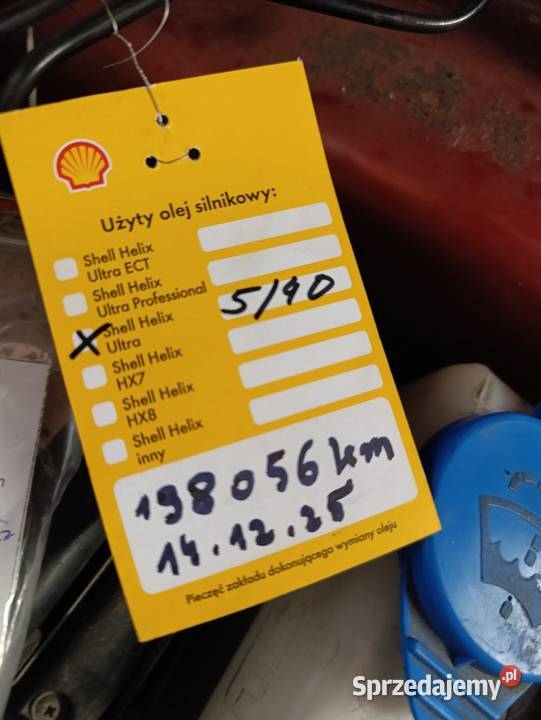 Użyty olej silnikowy:
Shell Helix
Ultra ECT
Shell Helix
Ultra Professional
X Shell Helix
Ultra
5/40
Shell Helix
HX7
Shell Helix
HX8
Shell Helix
inny
198056 km
14.12.25
Pieczęć zakładu dokonującego wymiany oleju
Sprzedajemy.pl